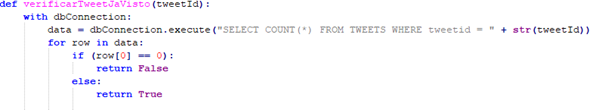 def verificarTweetJaVisto(tweetId):
    with dbConnection:
        data = dbConnection.execute("SELECT COUNT(*) FROM TWEETS WHERE tweetid = " + str(tweetId))
        for row in data:
            if (row[0] == 0):
                return False
            else:
                return True